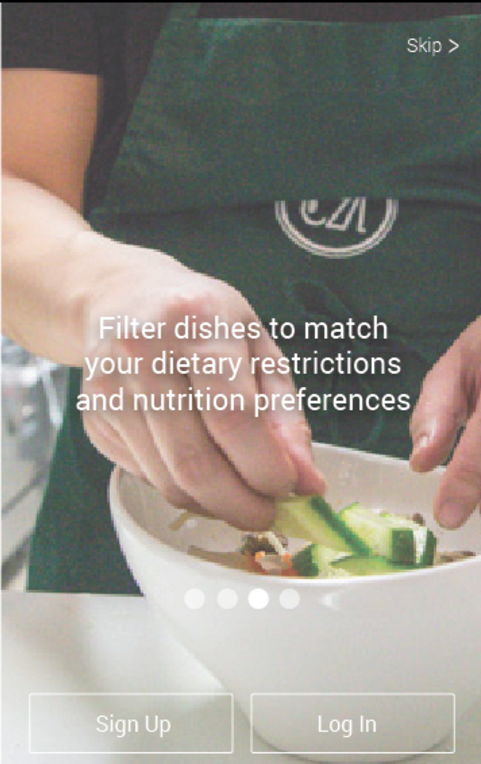 Skip >
Filter dishes to match
your dietary restrictions
and nutrition preferences
Sign Up
Log In